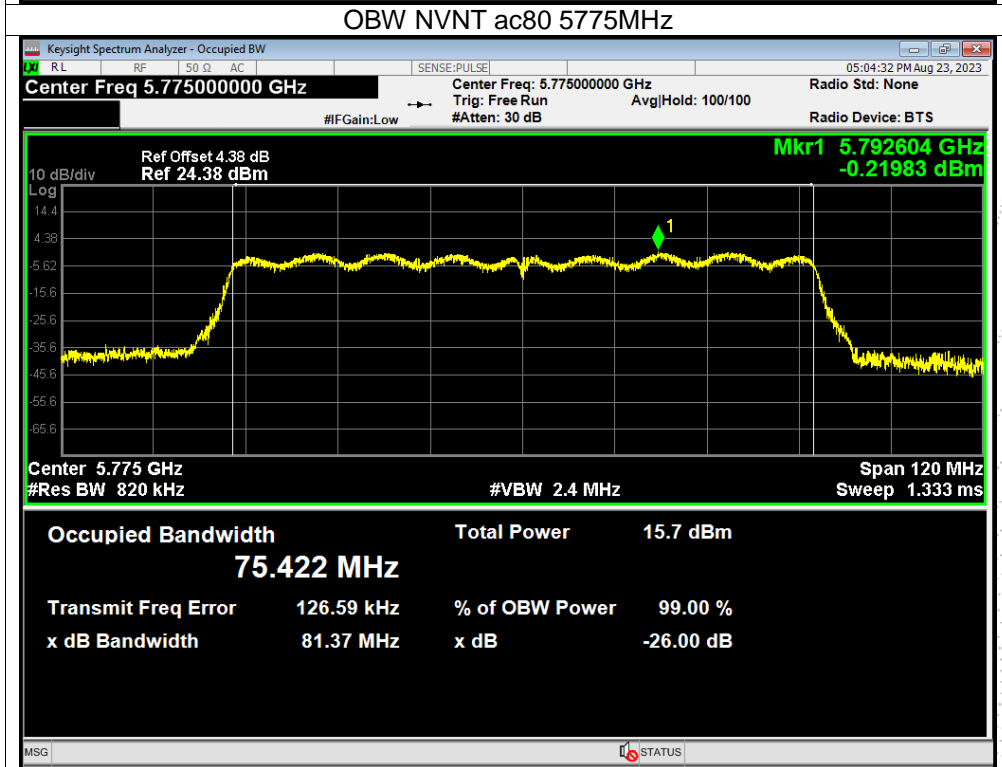 OBW NVNT ac80 5775MHz
Keysight Spectrum Analyzer - Occupied BW
LXI RL RF 50 Ω AC SENSE:PULSE 05:04:32 PM Aug 23, 2023
Center Freq 5.775000000 GHz Center Freq: 5.775000000 GHz Radio Std: None
Trig: Free Run Avg|Hold: 100/100
#IFGain:Low #Atten: 30 dB Radio Device: BTS
Ref Offset 4.38 dB Mkr1 5.792604 GHz
10 dB/div Ref 24.38 dBm -0.21983 dBm
Log
14.4
1
4.38
-5.62
-15.6
-25.6
-35.6
-45.6
-55.6
-65.6
Center 5.775 GHz Span 120 MHz
#Res BW 820 kHz #VBW 2.4 MHz Sweep 1.333 ms
Occupied Bandwidth Total Power 15.7 dBm
75.422 MHz
Transmit Freq Error 126.59 kHz % of OBW Power 99.00 %
x dB Bandwidth 81.37 MHz x dB -26.00 dB
MSG STATUS